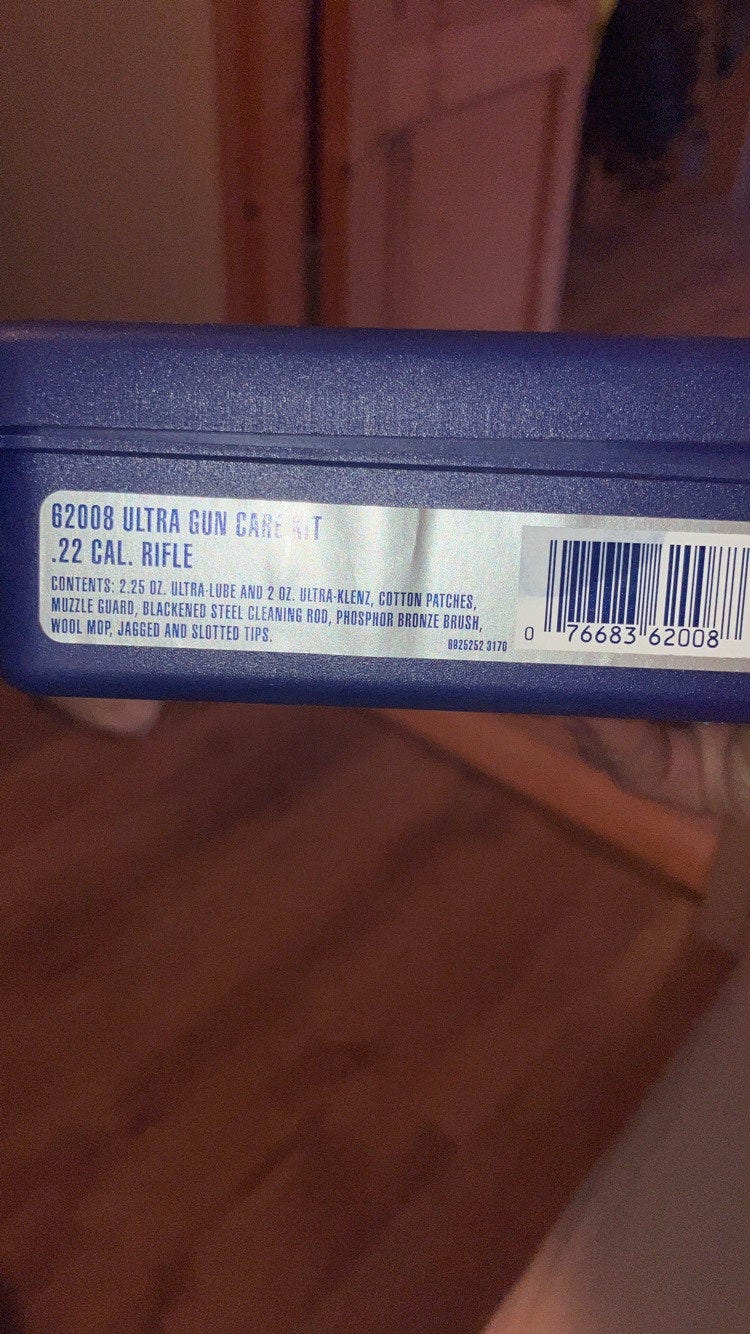 62008 ULTRA GUN CARE KIT
.22 CAL. RIFLE
CONTENTS: 2.25 OZ. ULTRA-LUBE AND 2 OZ. ULTRA-KLENZ, COTTON PATCHES,
MUZZLE GUARD, BLACKENED STEEL CLEANING ROD, PHOSPHOR BRONZE BRUSH,
WOOL MOP, JAGGED AND SLOTTED TIPS.
0925252 3170
0 76683 62008